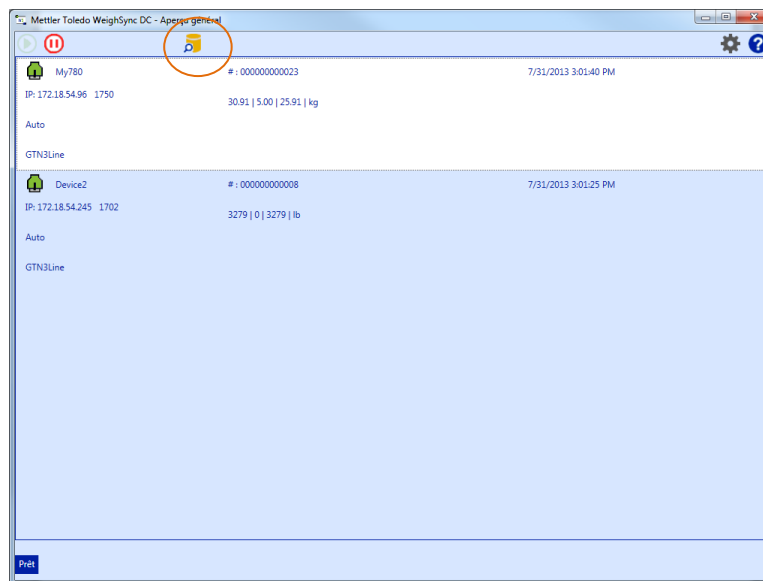 Mettler Toledo WeighSync DC - Aperçu général
My780 # : 000000000023 7/31/2013 3:01:40 PM
IP: 172.18.54.96 1750
30.91 | 5.00 | 25.91 | kg
Auto
GTN3Line
Device2 # : 000000000008 7/31/2013 3:01:25 PM
IP: 172.18.54.245 1702
3279 | 0 | 3279 | lb
Auto
GTN3Line
Prêt